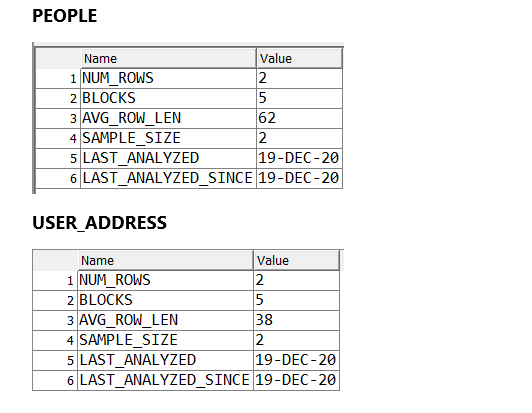 PEOPLE
Name Value
1 NUM_ROWS 2
2 BLOCKS 5
3 AVG_ROW_LEN 62
4 SAMPLE_SIZE 2
5 LAST_ANALYZED 19-DEC-20
6 LAST_ANALYZED_SINCE 19-DEC-20
USER_ADDRESS
Name Value
1 NUM_ROWS 2
2 BLOCKS 5
3 AVG_ROW_LEN 38
4 SAMPLE_SIZE 2
5 LAST_ANALYZED 19-DEC-20
6 LAST_ANALYZED_SINCE 19-DEC-20